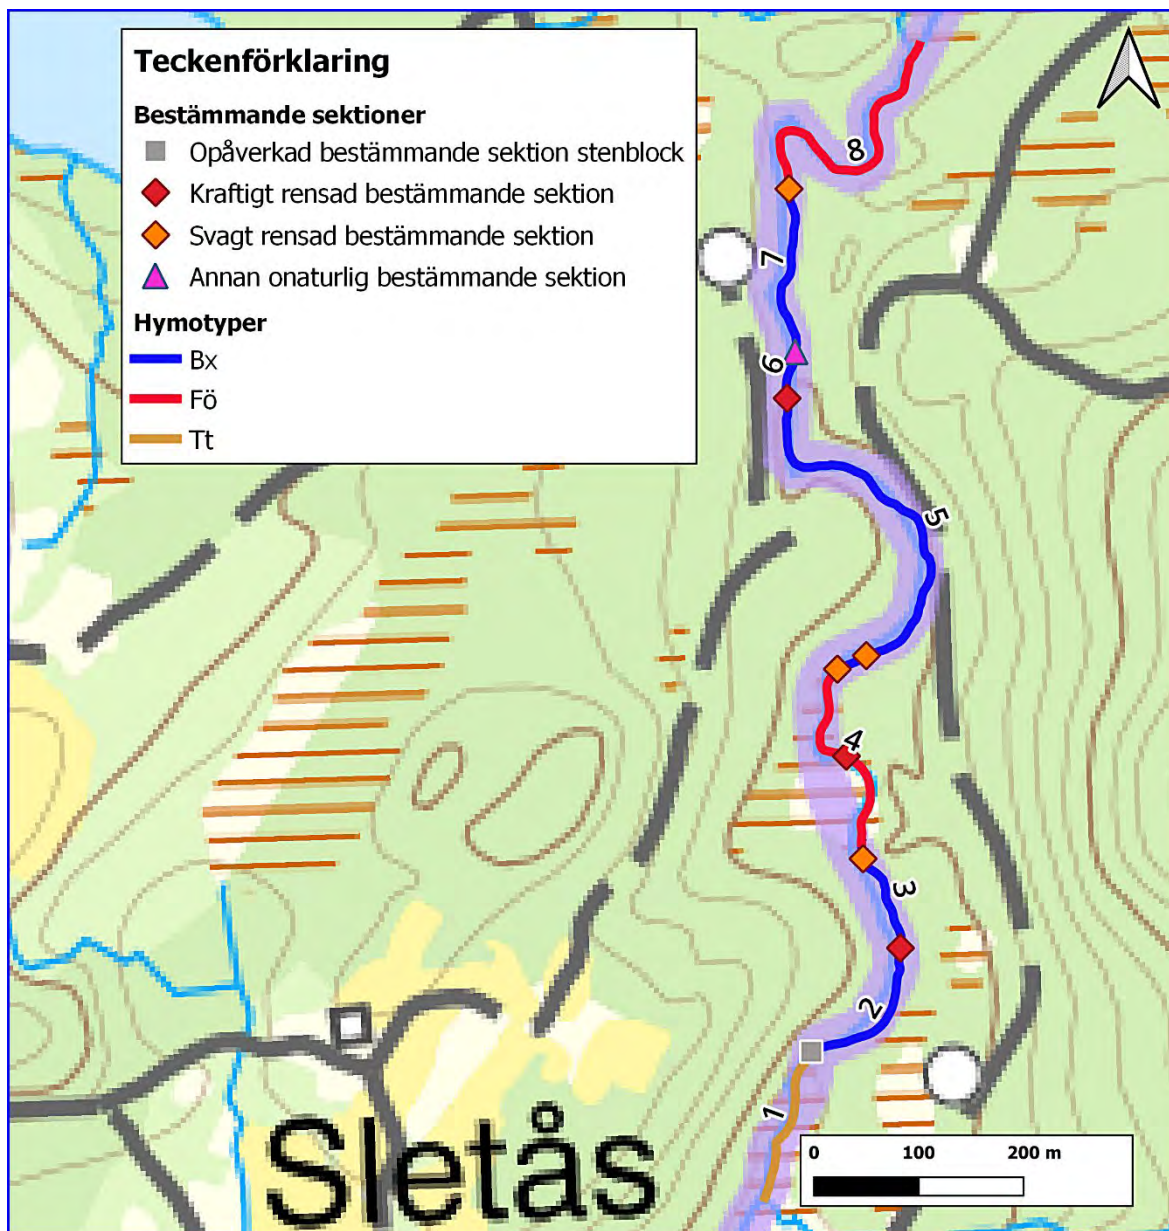 Teckenförklaring
Bestämmande sektioner
Opåverkad bestämmande sektion stenblock
Kraftigt rensad bestämmande sektion
Svagt rensad bestämmande sektion
Annan onaturlig bestämmande sektion
Hymotyper
Bx
Fö
Tt
8
7
6
5
4
3
2
1
Sletås
0 100 200 m